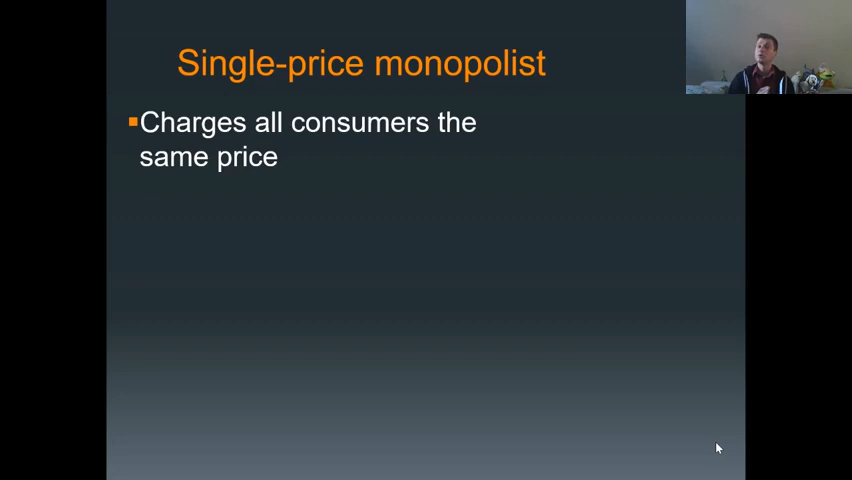 Single-price monopolist
▪Charges all consumers the
same price